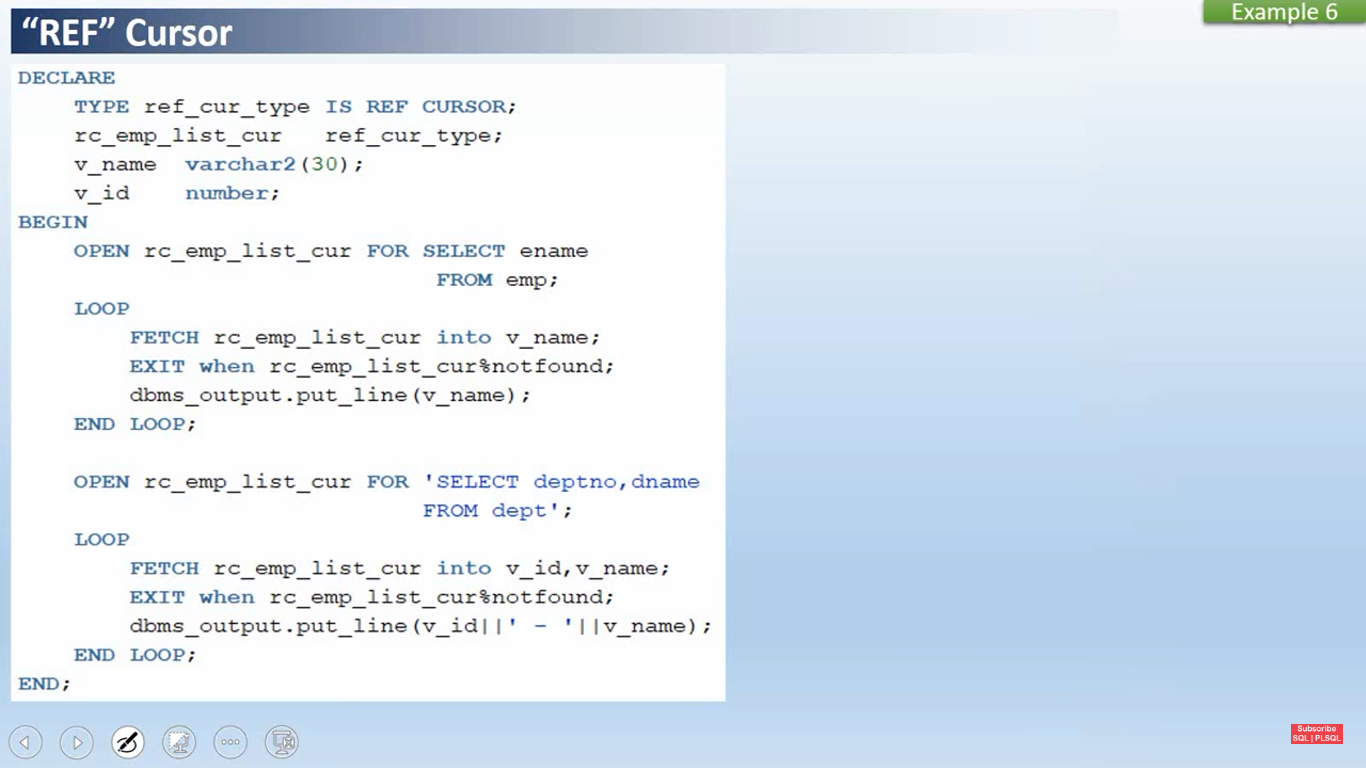 “REF” Cursor
Example 6
DECLARE
TYPE ref_cur_type IS REF CURSOR;
rc_emp_list_cur ref_cur_type;
v_name varchar2(30);
v_id number;
BEGIN
OPEN rc_emp_list_cur FOR SELECT ename
FROM emp;
LOOP
FETCH rc_emp_list_cur into v_name;
EXIT when rc_emp_list_cur%notfound;
dbms_output.put_line(v_name);
END LOOP;
OPEN rc_emp_list_cur FOR 'SELECT deptno,dname
FROM dept';
LOOP
FETCH rc_emp_list_cur into v_id,v_name;
EXIT when rc_emp_list_cur%notfound;
dbms_output.put_line(v_id||' - '||v_name);
END LOOP;
END;
Subscribe
SQL | PLSQL